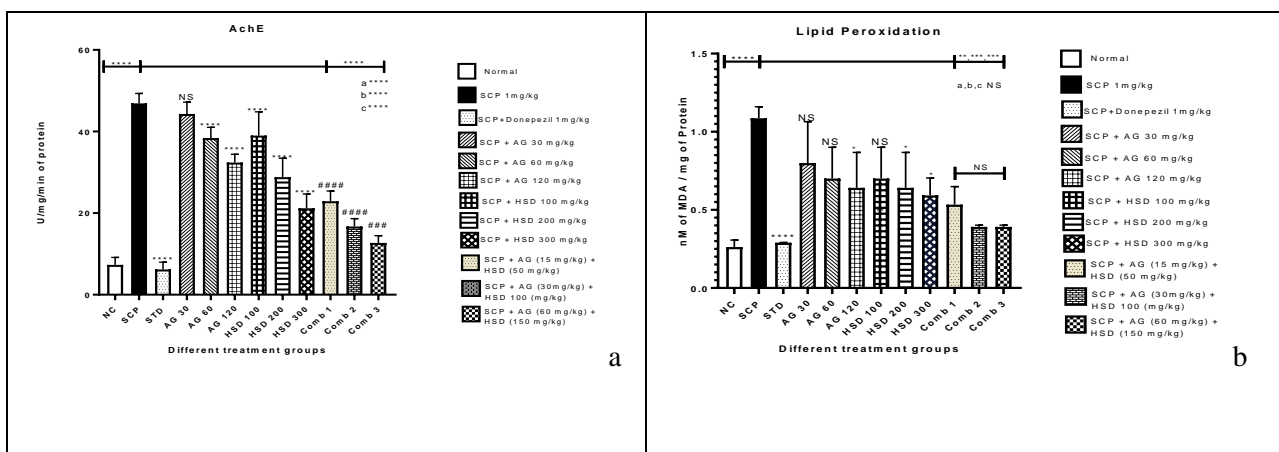 AchE
60
40
20
0
U/mg/min of protein
****
****
a ****
b ****
c ****
NS
****
****
****
****
****
****
####
####
###
NC
SCP
STD
AG 30
AG 60
AG 120
HSD 100
HSD 200
HSD 300
Comb 1
Comb 2
Comb 3
Different treatment groups
Normal
SCP 1mg/kg
SCP+Donepezil 1mg/kg
SCP + AG 30 mg/kg
SCP + AG 60 mg/kg
SCP + AG 120 mg/kg
SCP + HSD 100 mg/kg
SCP + HSD 200 mg/kg
SCP + HSD 300 mg/kg
SCP + AG (15 mg/kg) +
HSD (50 mg/kg)
SCP + AG (30mg/kg) +
HSD 100 (mg/kg)
SCP + AG (60 mg/kg) +
HSD (150 mg/kg)
a
Lipid Peroxidation
1.5
1.0
0.5
0.0
nM of MDA / mg of Protein
****
**,***,***
a,b,c NS
NS
****
NS
NS
*
NS
*
*
NC
SCP
STD
AG 30
AG 60
AG 120
HSD 100
HSD 200
HSD 300
Comb 1
Comb 2
Comb 3
Different treatment groups
Normal
SCP 1mg/kg
SCP+Donepezil 1mg/kg
SCP + AG 30 mg/kg
SCP + AG 60 mg/kg
SCP + AG 120 mg/kg
SCP + HSD 100 mg/kg
SCP + HSD 200 mg/kg
SCP + HSD 300 mg/kg
SCP + AG (15 mg/kg) +
HSD (50 mg/kg)
SCP + AG (30mg/kg) +
HSD 100 (mg/kg)
SCP + AG (60 mg/kg) +
HSD (150 mg/kg)
b